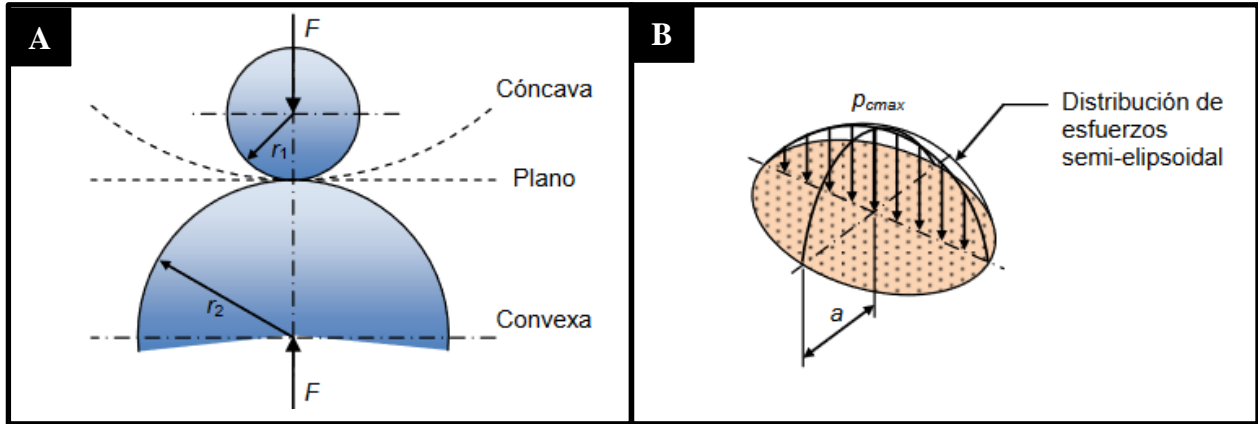 A
F
Cóncava
r1
Plano
r2
Convexa
F
B
pcmax
Distribución de
esfuerzos
semi-elipsoidal
a